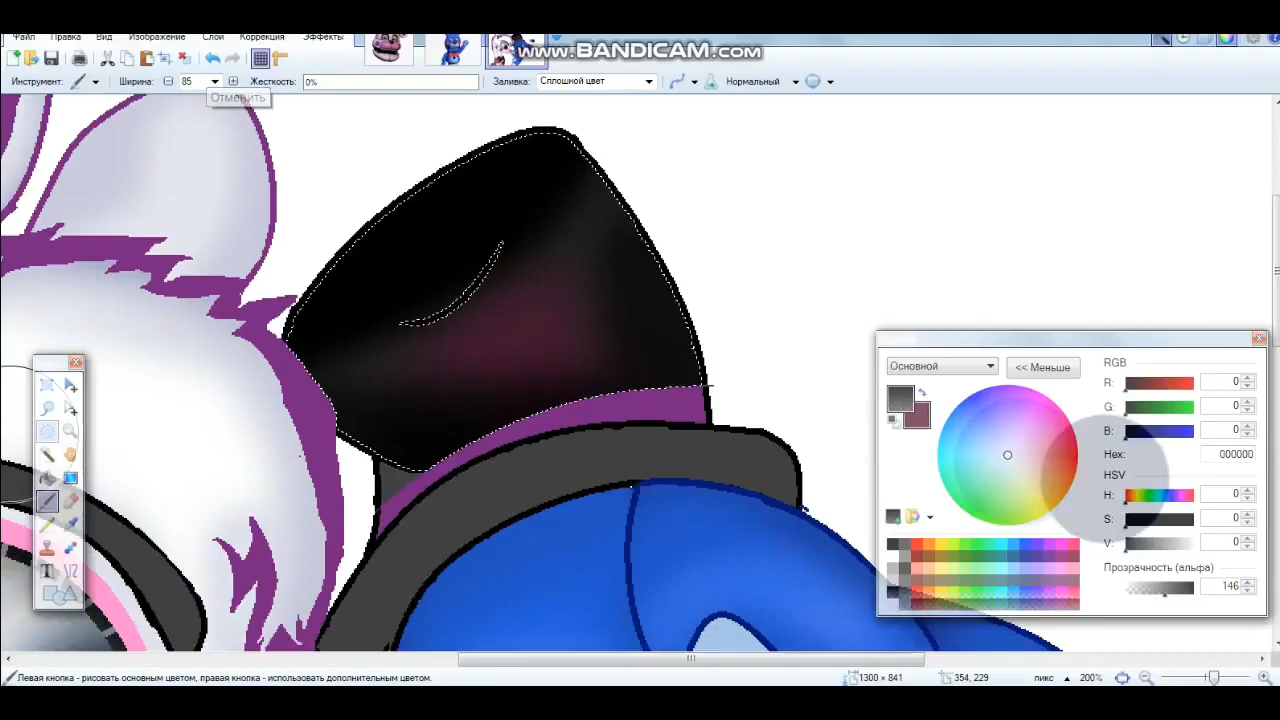 Файл Правка Вид Изображение Слои Коррекция Эффекты
www.BANDICAM.com
Инструмент: Ширина: 85 Жесткость: 0% Заливка: Сплошной цвет Нормальный
Отменить
Основной << Меньше
RGB
R: 0
G: 0
B: 0
Hex: 000000
HSV
H: 0
S: 0
V: 0
Прозрачность (альфа)
146
T
Левая кнопка - рисовать основным цветом, правая кнопка - использовать дополнительным цветом.
1300 × 841 354, 229 пикс 200%